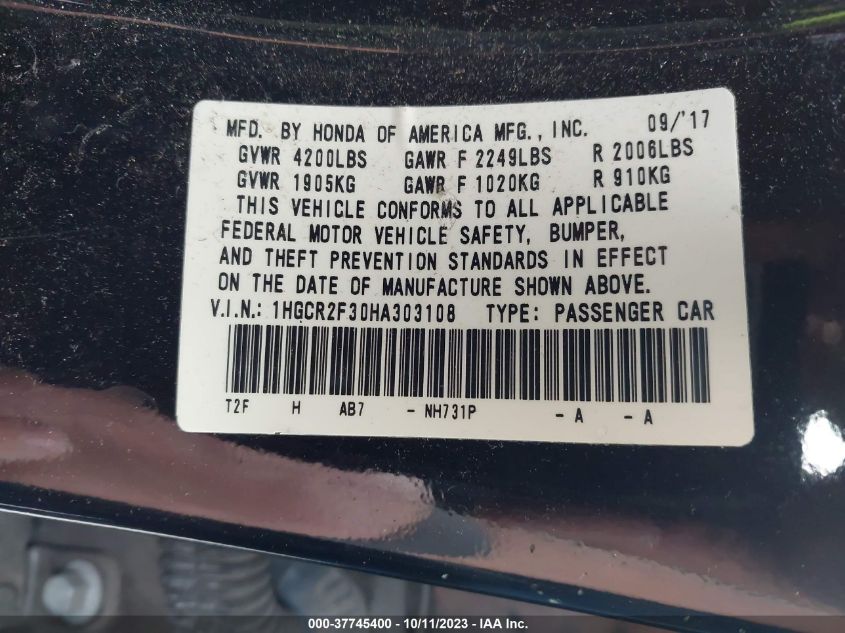 MFD. BY HONDA OF AMERICA MFG., INC. 09/'17
GVWR 4200LBS GAWR F 2249LBS R 2006LBS
GVWR 1905KG GAWR F 1020KG R 910KG
THIS VEHICLE CONFORMS TO ALL APPLICABLE
FEDERAL MOTOR VEHICLE SAFETY, BUMPER,
AND THEFT PREVENTION STANDARDS IN EFFECT
ON THE DATE OF MANUFACTURE SHOWN ABOVE.
V.I.N.: 1HGCR2F30HA303108 TYPE: PASSENGER CAR
T2F H AB7 - NH731P - A - A
000-37745400 - 10/11/2023 - IAA Inc.